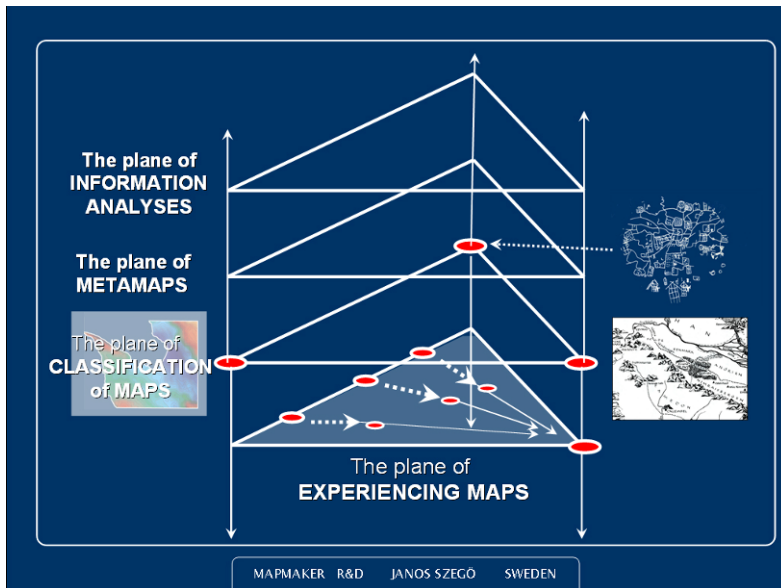 The plane of
INFORMATION
ANALYSES
The plane of
METAMAPS
The plane of
CLASSIFICATION
of MAPS
The plane of
EXPERIENCING MAPS
MAPMAKER R&D JANOS SZEGÖ SWEDEN